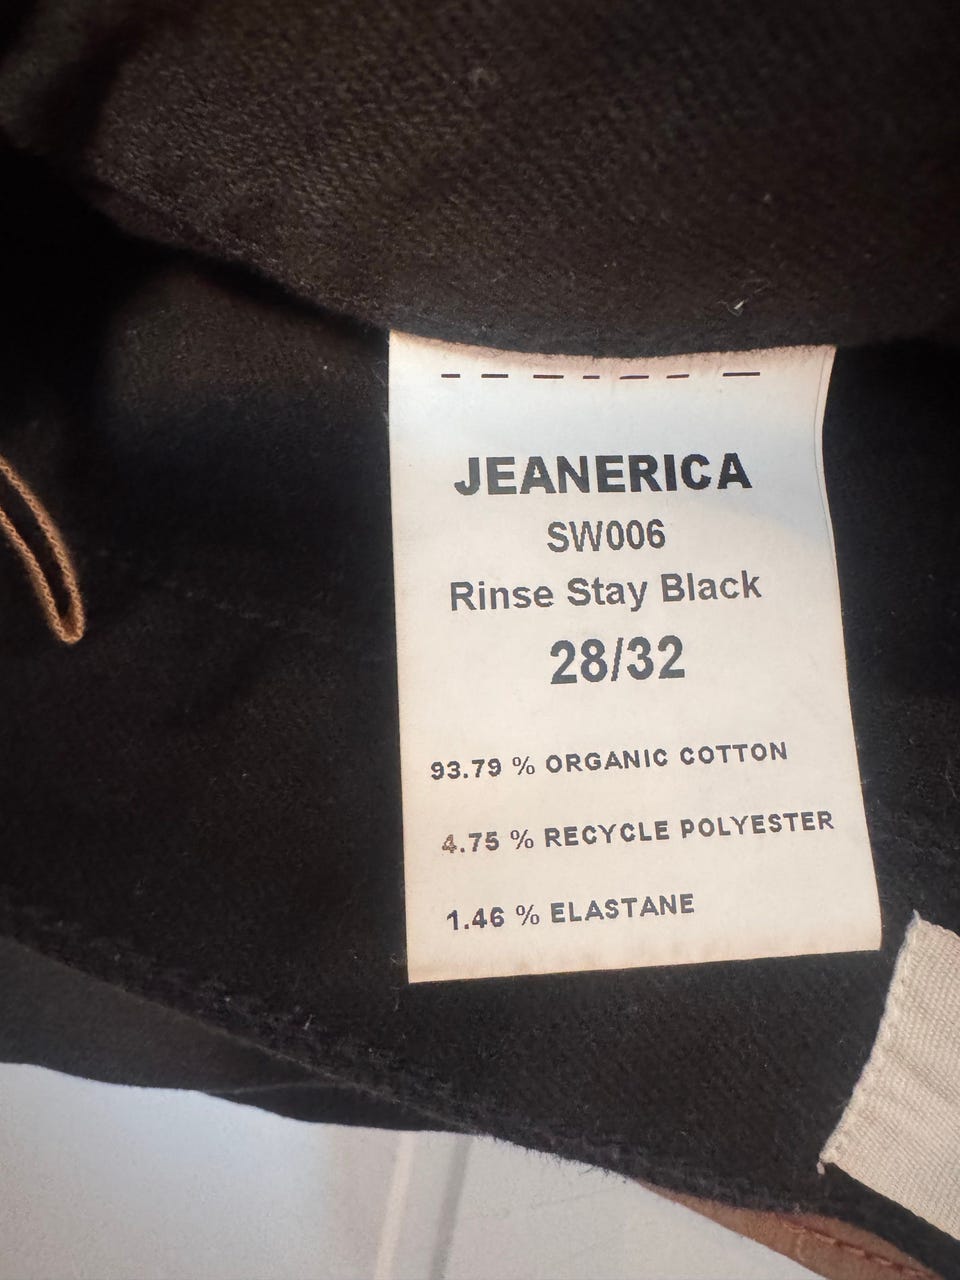 JEANERICA
SW006
Rinse Stay Black
28/32
93.79 % ORGANIC COTTON
4.75 % RECYCLE POLYESTER
1.46 % ELASTANE